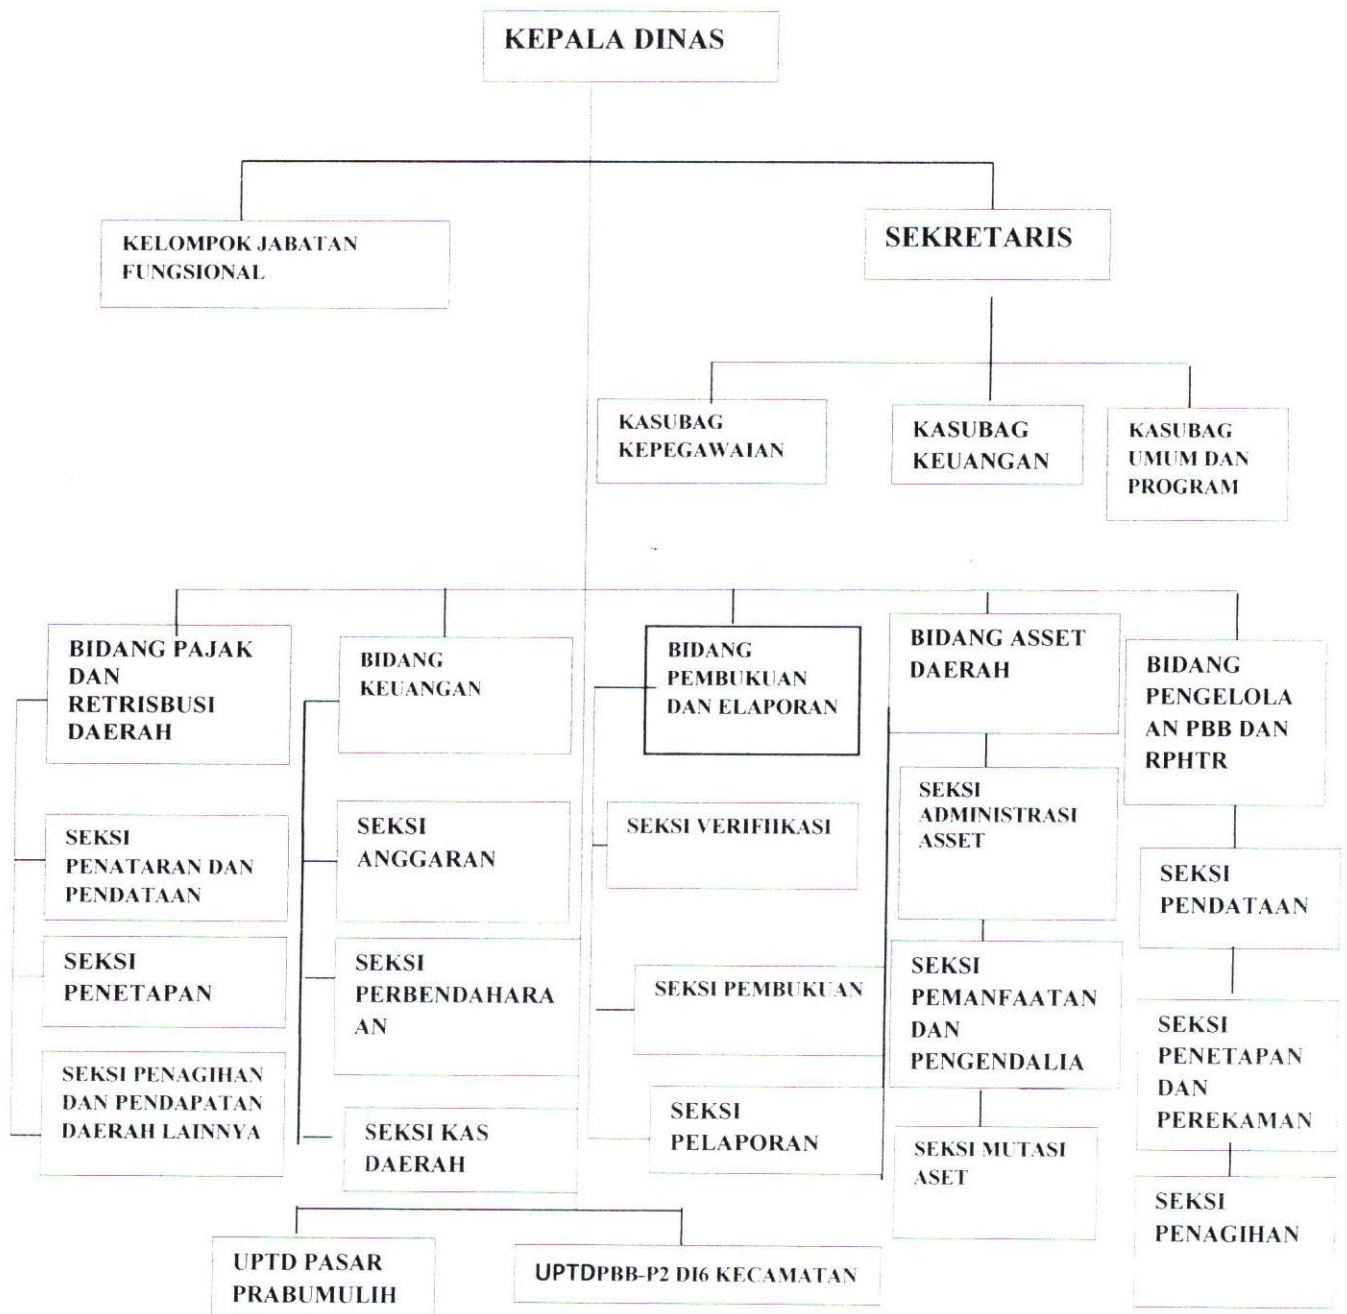 KEPALA DINAS
KELOMPOK JABATAN
FUNGSIONAL
SEKRETARIS
KASUBAG
KEPEGAWAIAN
KASUBAG
KEUANGAN
KASUBAG
UMUM DAN
PROGRAM
BIDANG PAJAK
DAN
RETRISBUSI
DAERAH
BIDANG
KEUANGAN
BIDANG
PEMBUKUAN
DAN ELAPORAN
BIDANG ASSET
DAERAH
BIDANG
PENGELOLA
AN PBB DAN
RPHTR
SEKSI
PENATARAN DAN
PENDATAAN
SEKSI
PENETAPAN
SEKSI PENAGIHAN
DAN PENDAPATAN
DAERAH LAINNYA
SEKSI
ANGGARAN
SEKSI
PERBENDAHARA
AN
SEKSI KAS
DAERAH
SEKSI VERIFIIKASI
SEKSI PEMBUKUAN
SEKSI
PELAPORAN
SEKSI
ADMINISTRASI
ASSET
SEKSI
PEMANFAATAN
DAN
PENGENDALIA
SEKSI MUTASI
ASET
SEKSI
PENDATAAN
SEKSI
PENETAPAN
DAN
PEREKAMAN
SEKSI
PENAGIHAN
UPTD PASAR
PRABUMULIH
UPTDPBB-P2 DI6 KECAMATAN